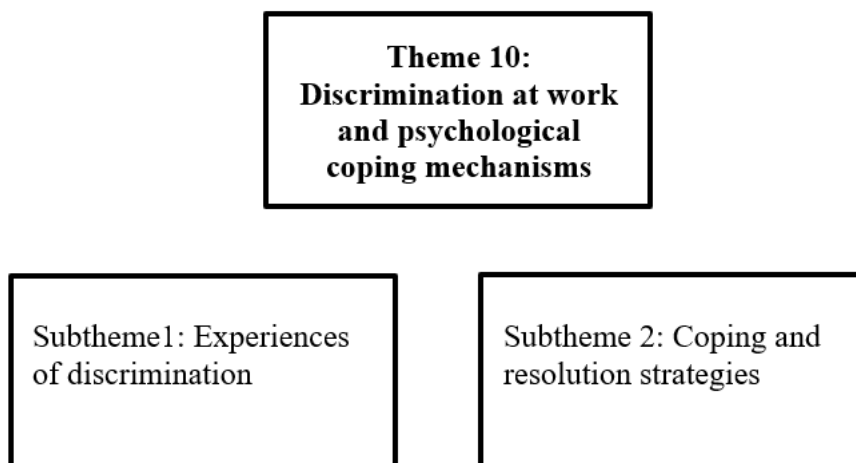 Theme 10:
Discrimination at work
and psychological
coping mechanisms
Subtheme1: Experiences
of discrimination
Subtheme 2: Coping and
resolution strategies